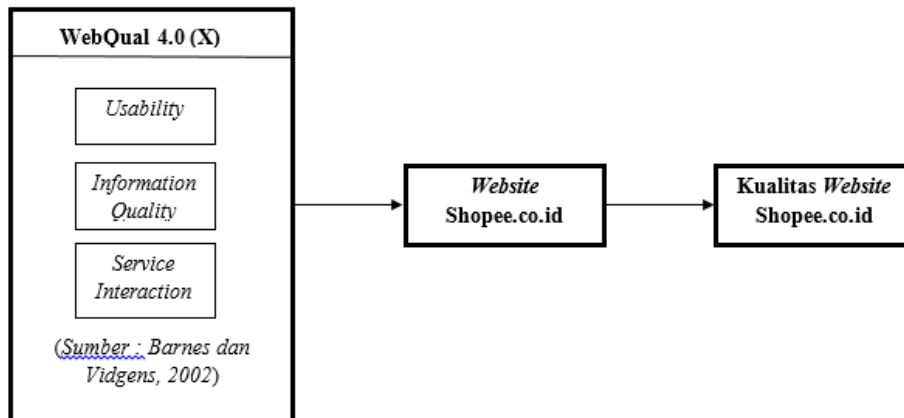 WebQual 4.0 (X)
Usability
Information
Quality
Service
Interaction
(Sumber : Barnes dan
Vidgens, 2002)
Website
Shopee.co.id
Kualitas Website
Shopee.co.id